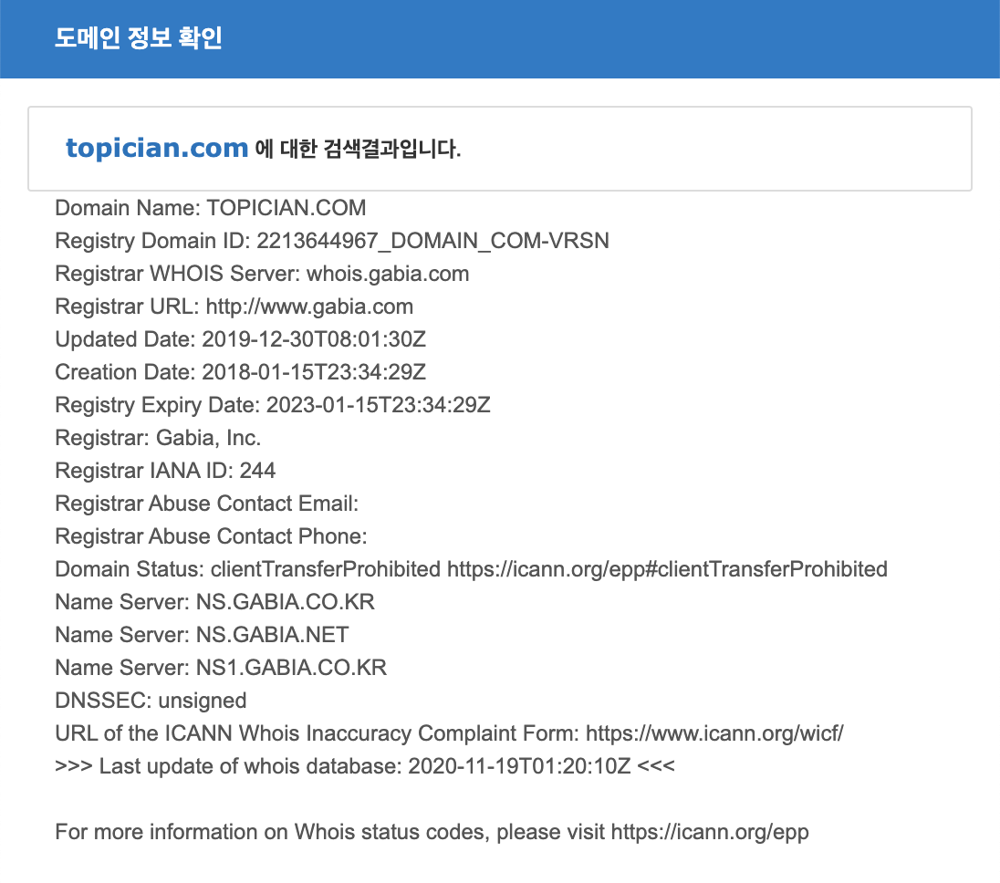 도메인 정보 확인
topician.com 에 대한 검색결과입니다.
Domain Name: TOPICIAN.COM
Registry Domain ID: 2213644967_DOMAIN_COM-VRSN
Registrar WHOIS Server: whois.gabia.com
Registrar URL: http://www.gabia.com
Updated Date: 2019-12-30T08:01:30Z
Creation Date: 2018-01-15T23:34:29Z
Registry Expiry Date: 2023-01-15T23:34:29Z
Registrar: Gabia, Inc.
Registrar IANA ID: 244
Registrar Abuse Contact Email:
Registrar Abuse Contact Phone:
Domain Status: clientTransferProhibited https://icann.org/epp#clientTransferProhibited
Name Server: NS.GABIA.CO.KR
Name Server: NS.GABIA.NET
Name Server: NS1.GABIA.CO.KR
DNSSEC: unsigned
URL of the ICANN Whois Inaccuracy Complaint Form: https://www.icann.org/wicf/
>>> Last update of whois database: 2020-11-19T01:20:10Z <<<
For more information on Whois status codes, please visit https://icann.org/epp